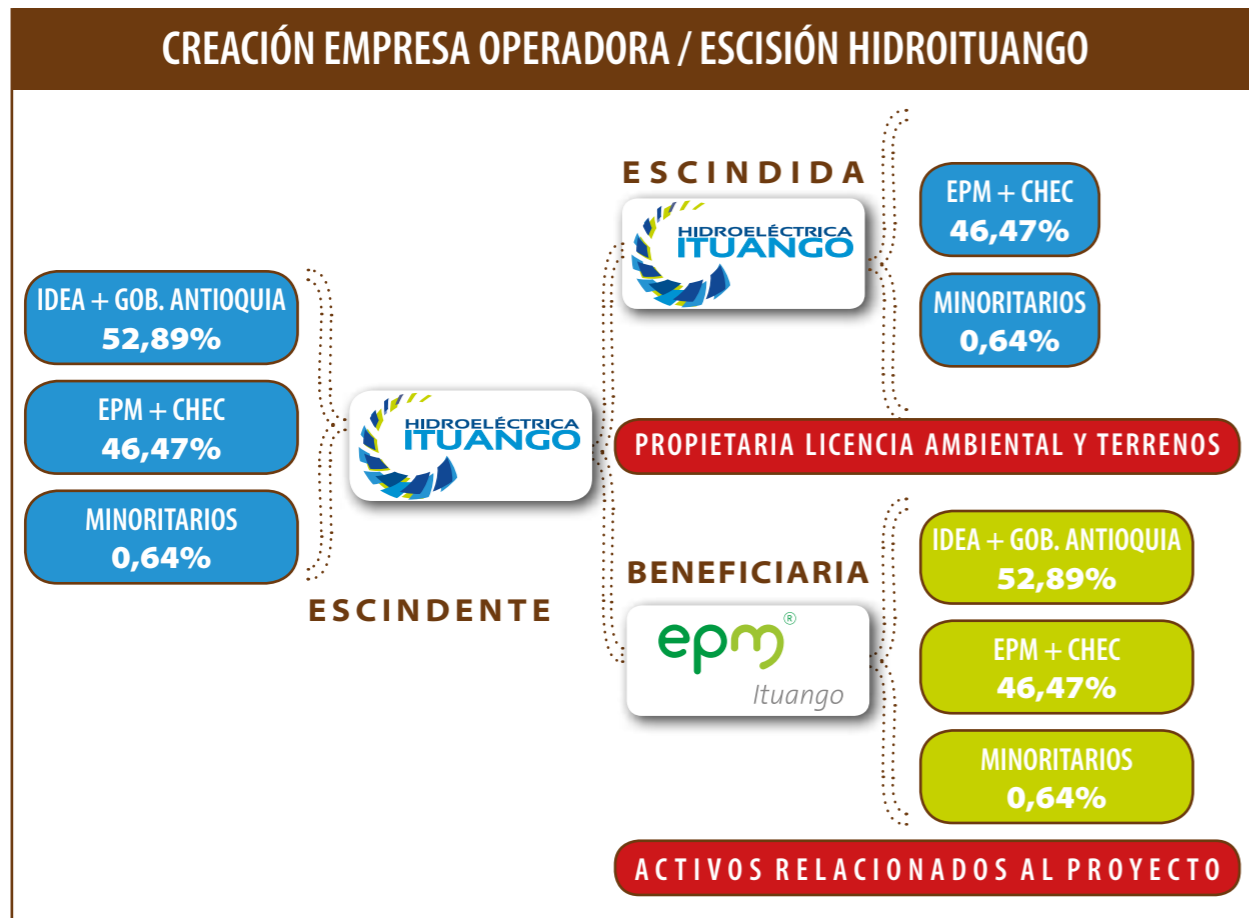 CREACIÓN EMPRESA OPERADORA / ESCISIÓN HIDROITUANGO
IDEA + GOB. ANTIOQUIA
52,89%
EPM + CHEC
46,47%
MINORITARIOS
0,64%
HIDROELÉCTRICA
ITUANGO
ESCINDENTE
ESCINDIDA
HIDROELÉCTRICA
ITUANGO
EPM + CHEC
46,47%
MINORITARIOS
0,64%
PROPIETARIA LICENCIA AMBIENTAL Y TERRENOS
BENEFICIARIA
epm®
Ituango
IDEA + GOB. ANTIOQUIA
52,89%
EPM + CHEC
46,47%
MINORITARIOS
0,64%
ACTIVOS RELACIONADOS AL PROYECTO